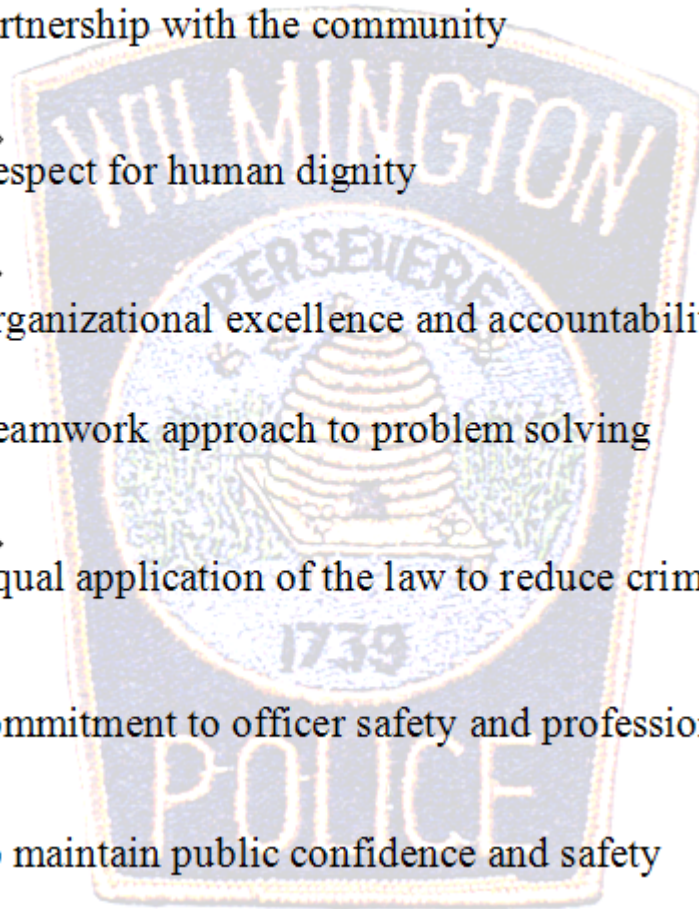 rtnership with the community
WILMINGTON
espect for human dignity
PERSEVERE
rganizational excellence and accountabilit
eamwork approach to problem solving
qual application of the law to reduce crim
1739
ommitment to officer safety and profession
POLICE
o maintain public confidence and safety